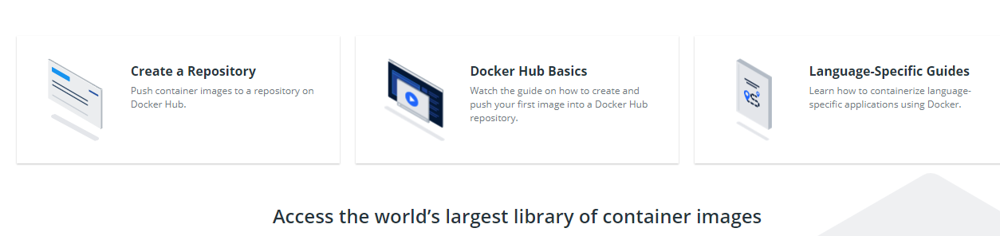 Create a Repository
Push container images to a repository on
Docker Hub.
Docker Hub Basics
Watch the guide on how to create and
push your first image into a Docker Hub
repository.
Language-Specific Guides
Learn how to containerize language-
specific applications using Docker.
Access the world’s largest library of container images